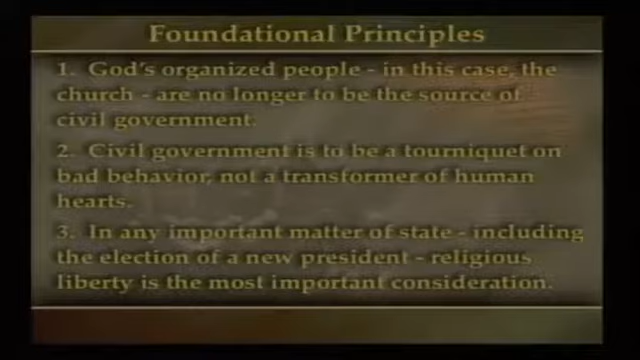 Foundational Principles
1. God's organized people - in this case, the
church - are no longer to be the source of
civil government.
2. Civil government is to be a tourniquet on
bad behavior, not a transformer of human
hearts.
3. In any important matter of state - including
the election of a new president - religious
liberty is the most important consideration.